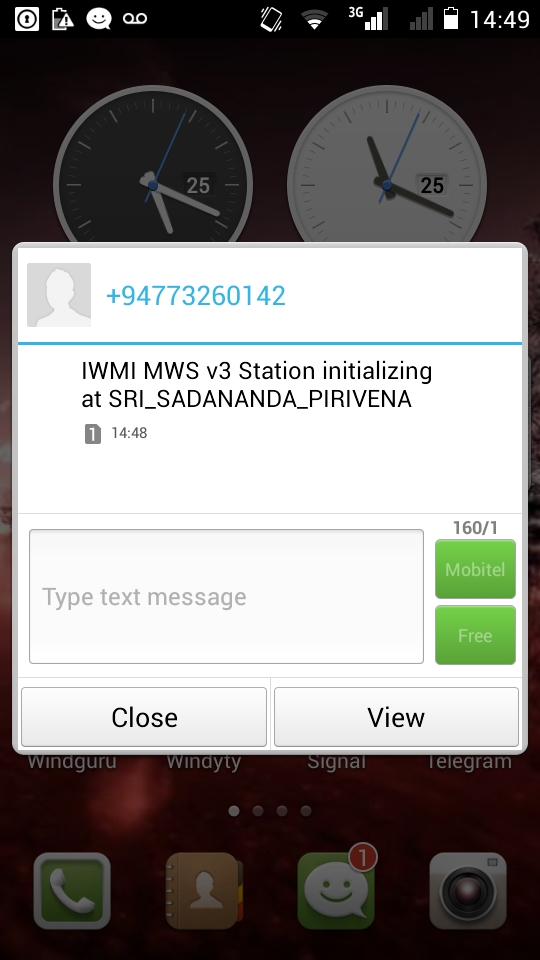 3G
14:49
25
25
+94773260142
IWMI MWS v3 Station initializing
at SRI_SADANANDA_PIRIVENA
1 14:48
160/1
Type text message
Mobitel
Free
Close
View
Windguru Windyty Signal Telegram
1